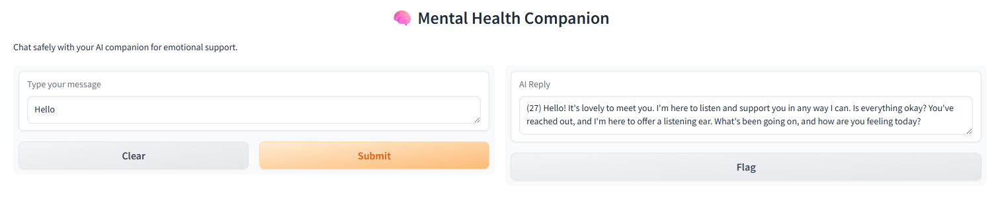 🧠 Mental Health Companion
Chat safely with your AI companion for emotional support.
Type your message
Hello
Clear
Submit
AI Reply
(27) Hello! It's lovely to meet you. I'm here to listen and support you in any way I can. Is everything okay? You've
reached out, and I'm here to offer a listening ear. What's been going on, and how are you feeling today?
Flag